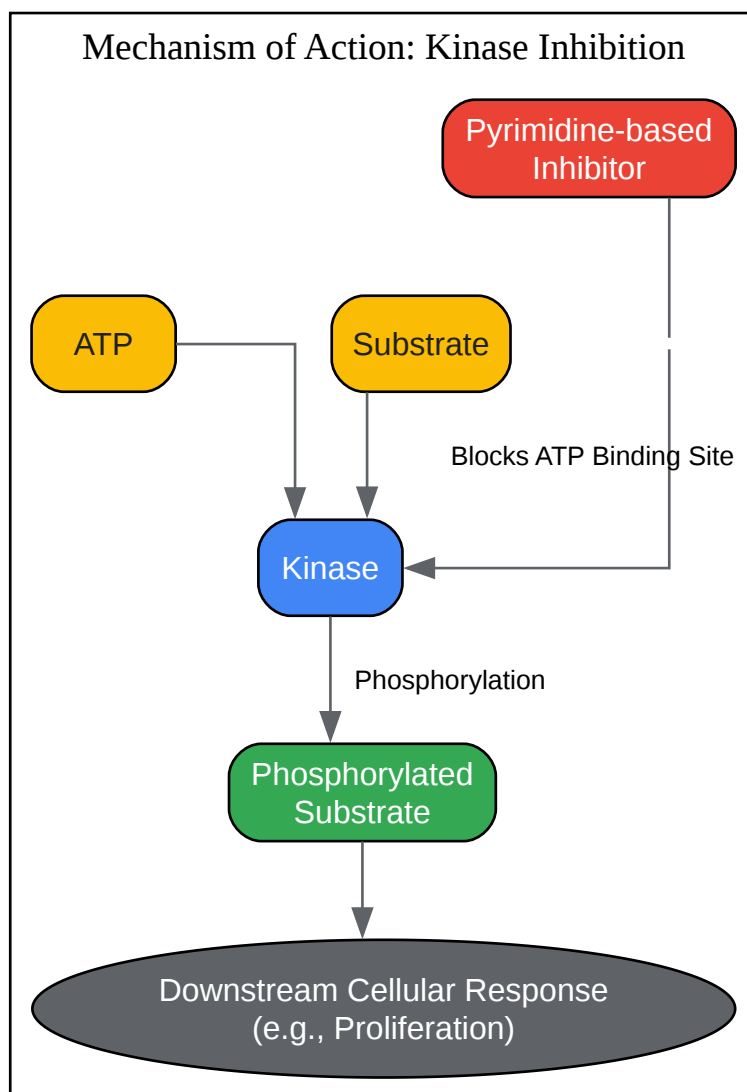 Mechanism of Action: Kinase Inhibition
Pyrimidine-based
Inhibitor
ATP
Substrate
Blocks ATP Binding Site
Kinase
Phosphorylation
Phosphorylated
Substrate
Downstream Cellular Response
(e.g., Proliferation)